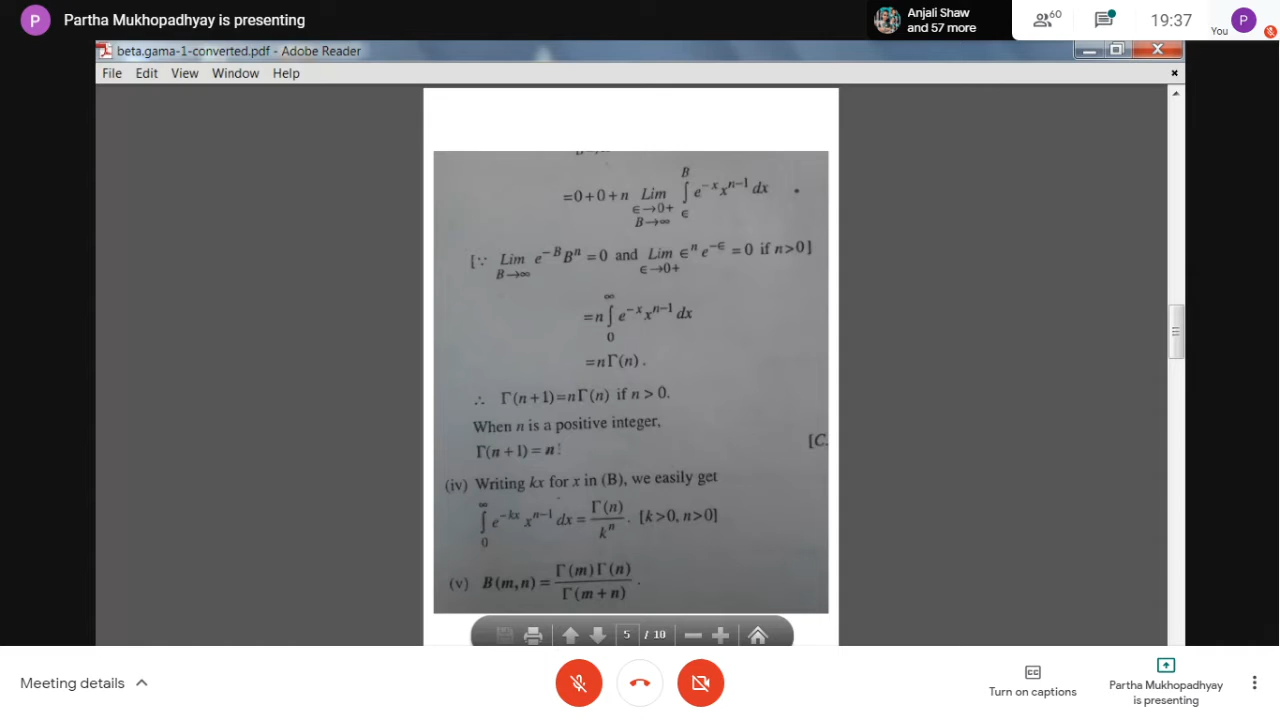 P Partha Mukhopadhyay is presenting
Anjali Shaw
and 57 more
60
19:37
You
P
beta.gama-1-converted.pdf - Adobe Reader
File Edit View Window Help
=0+0+n Lim ∫ e^{-x} x^{n-1} dx
∈→0+ ∈
B→∞
B
[∵ Lim e^{-B} B^n = 0 and Lim ∈^n e^{-∈} = 0 if n>0]
B→∞ ∈→0+
=n ∫_0^∞ e^{-x} x^{n-1} dx
=nΓ(n).
∴ Γ(n+1)=nΓ(n) if n > 0.
When n is a positive integer,
Γ(n+1) = n!
[C.
(iv) Writing kx for x in (B), we easily get
∫_0^∞ e^{-kx} x^{n-1} dx = Γ(n)/k^n . [k>0, n>0]
(v) B(m,n) = Γ(m)Γ(n)/Γ(m+n) .
5 / 10
Meeting details
CC
Turn on captions
Partha Mukhopadhyay
is presenting